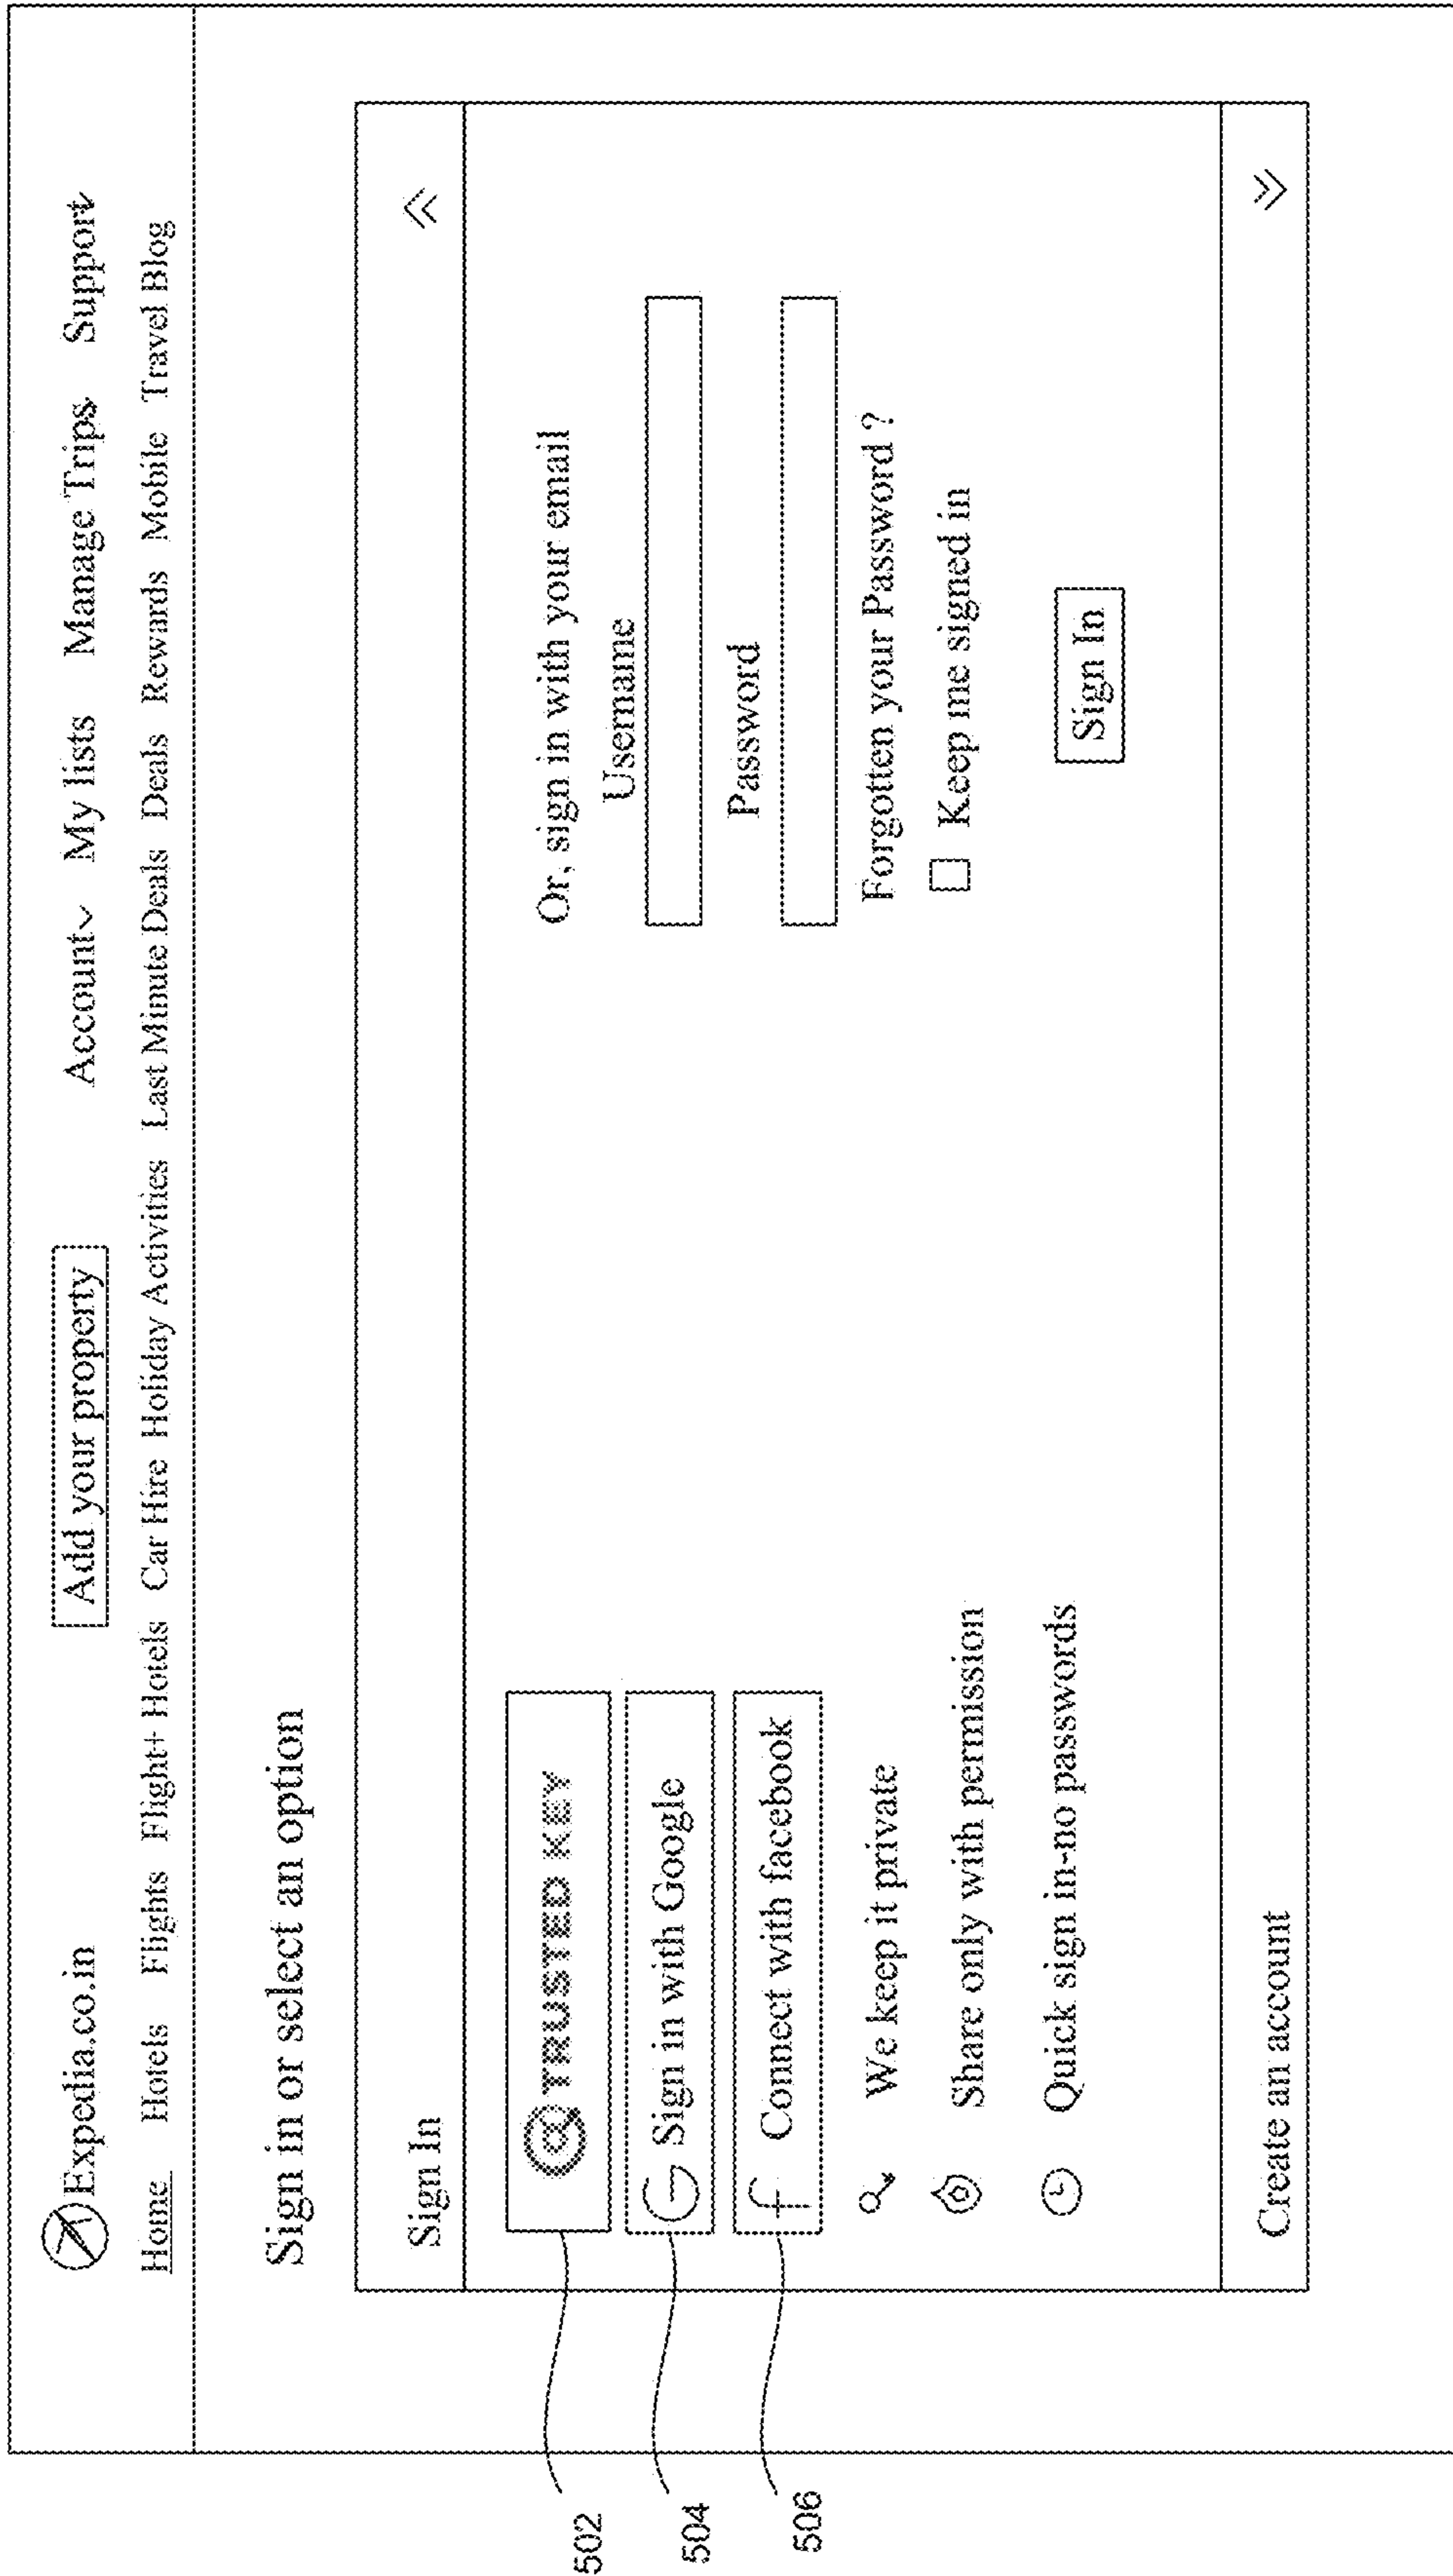 Expedia.co.in Add your property Account My lists Manage Trips Support
Home Hotels Flights Flight+ Hotels Car Hire Holiday Activities Last Minute Deals Deals Rewards Mobile Travel Blog
Sign in or select an option
Sign In
502
TRUSTED KEY
504
Sign in with Google
506
f Connect with facebook
We keep it private
Share only with permission
Quick sign in-no passwords
Or, sign in with your email
Username
Password
Forgotten your Password ?
Keep me signed in
Sign In
Create an account